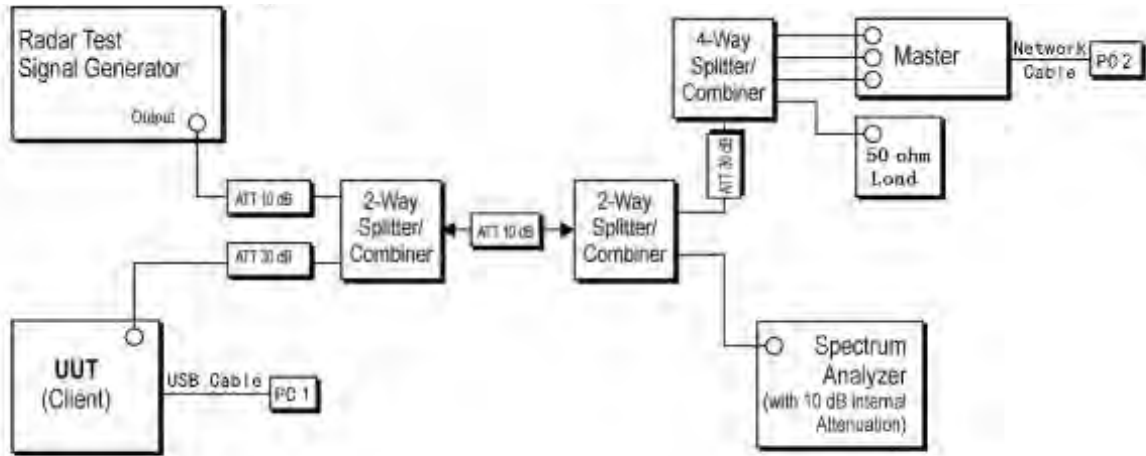 Radar Test
Signal Generator
Output
ATT 10 dB
2-Way
Splitter/
Combiner
ATT 30 dB
UUT
(Client)
USB Cable
PC 1
ATT 10 dB
2-Way
Splitter/
Combiner
4-Way
Splitter/
Combiner
ATT 30 dB
Master
Network
Cable
PC 2
50 ohm
Load
Spectrum
Analyzer
(with 10 dB internal
Attenuation)